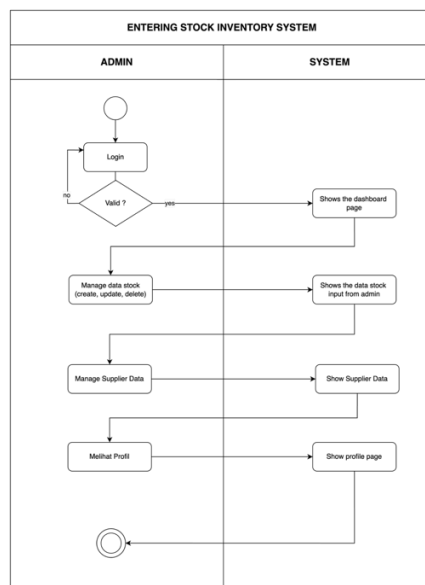 ENTERING STOCK INVENTORY SYSTEM
ADMIN
SYSTEM
Login
no
Valid ?
yes
Shows the dashboard
page
Manage data stock
(create, update, delete)
Shows the data stock
input from admin
Manage Supplier Data
Show Supplier Data
Melihat Profil
Show profile page